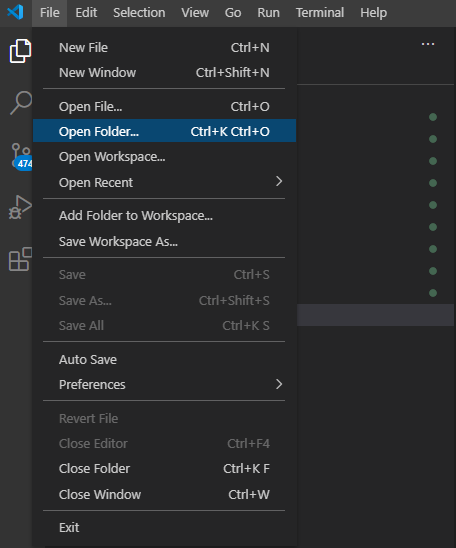 File Edit Selection View Go Run Terminal Help
New File Ctrl+N
New Window Ctrl+Shift+N
Open File... Ctrl+O
Open Folder... Ctrl+K Ctrl+O
Open Workspace...
Open Recent
474
Add Folder to Workspace...
Save Workspace As...
Save Ctrl+S
Save As... Ctrl+Shift+S
Save All Ctrl+K S
Auto Save
Preferences
Revert File
Close Editor Ctrl+F4
Close Folder Ctrl+K F
Close Window Ctrl+W
Exit